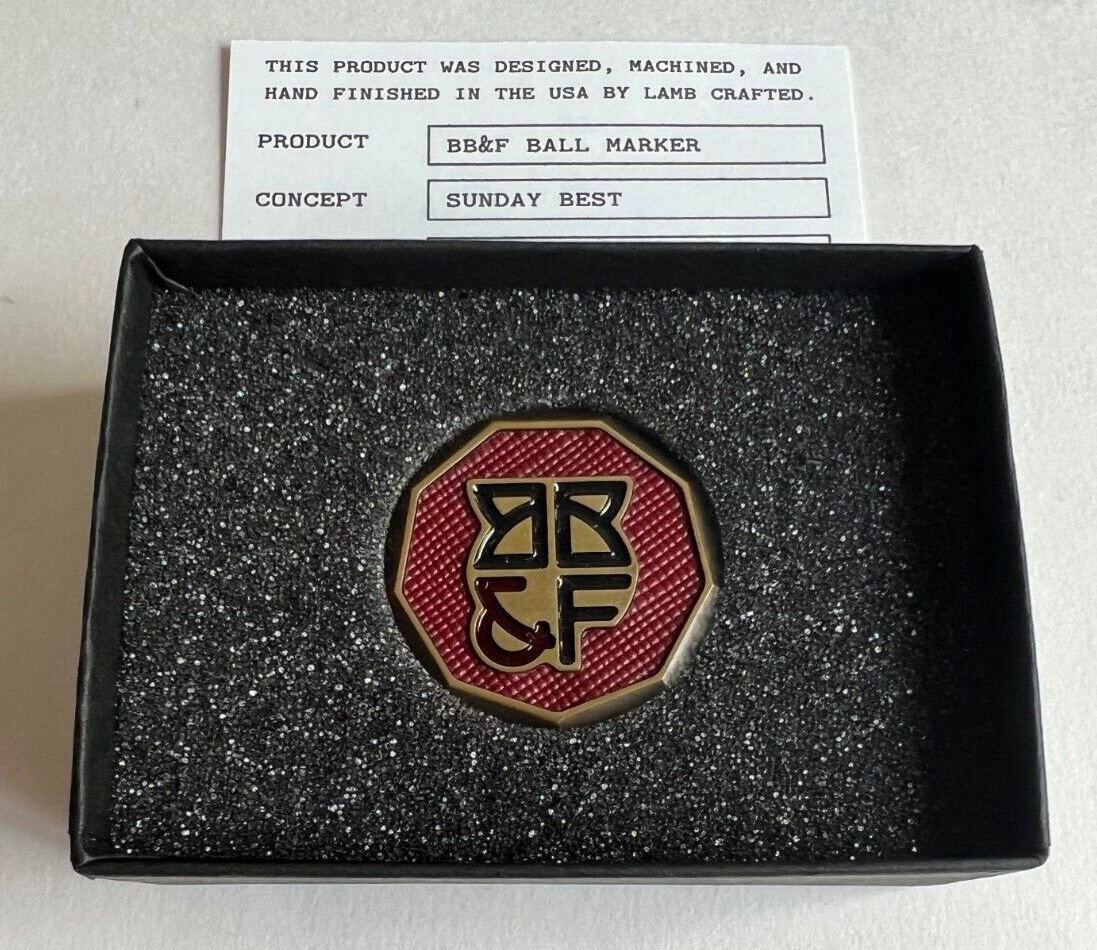 THIS PRODUCT WAS DESIGNED, MACHINED, AND
HAND FINISHED IN THE USA BY LAMB CRAFTED.
PRODUCT BB&F BALL MARKER
CONCEPT SUNDAY BEST
BB
&F